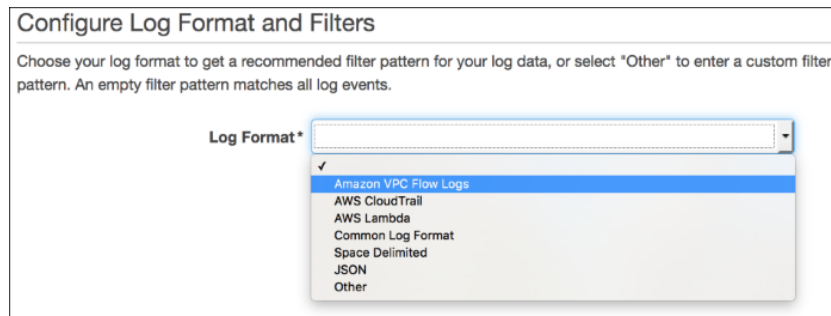 Configure Log Format and Filters
Choose your log format to get a recommended filter pattern for your log data, or select "Other" to enter a custom filter
pattern. An empty filter pattern matches all log events.
Log Format*
✓
Amazon VPC Flow Logs
AWS CloudTrail
AWS Lambda
Common Log Format
Space Delimited
JSON
Other